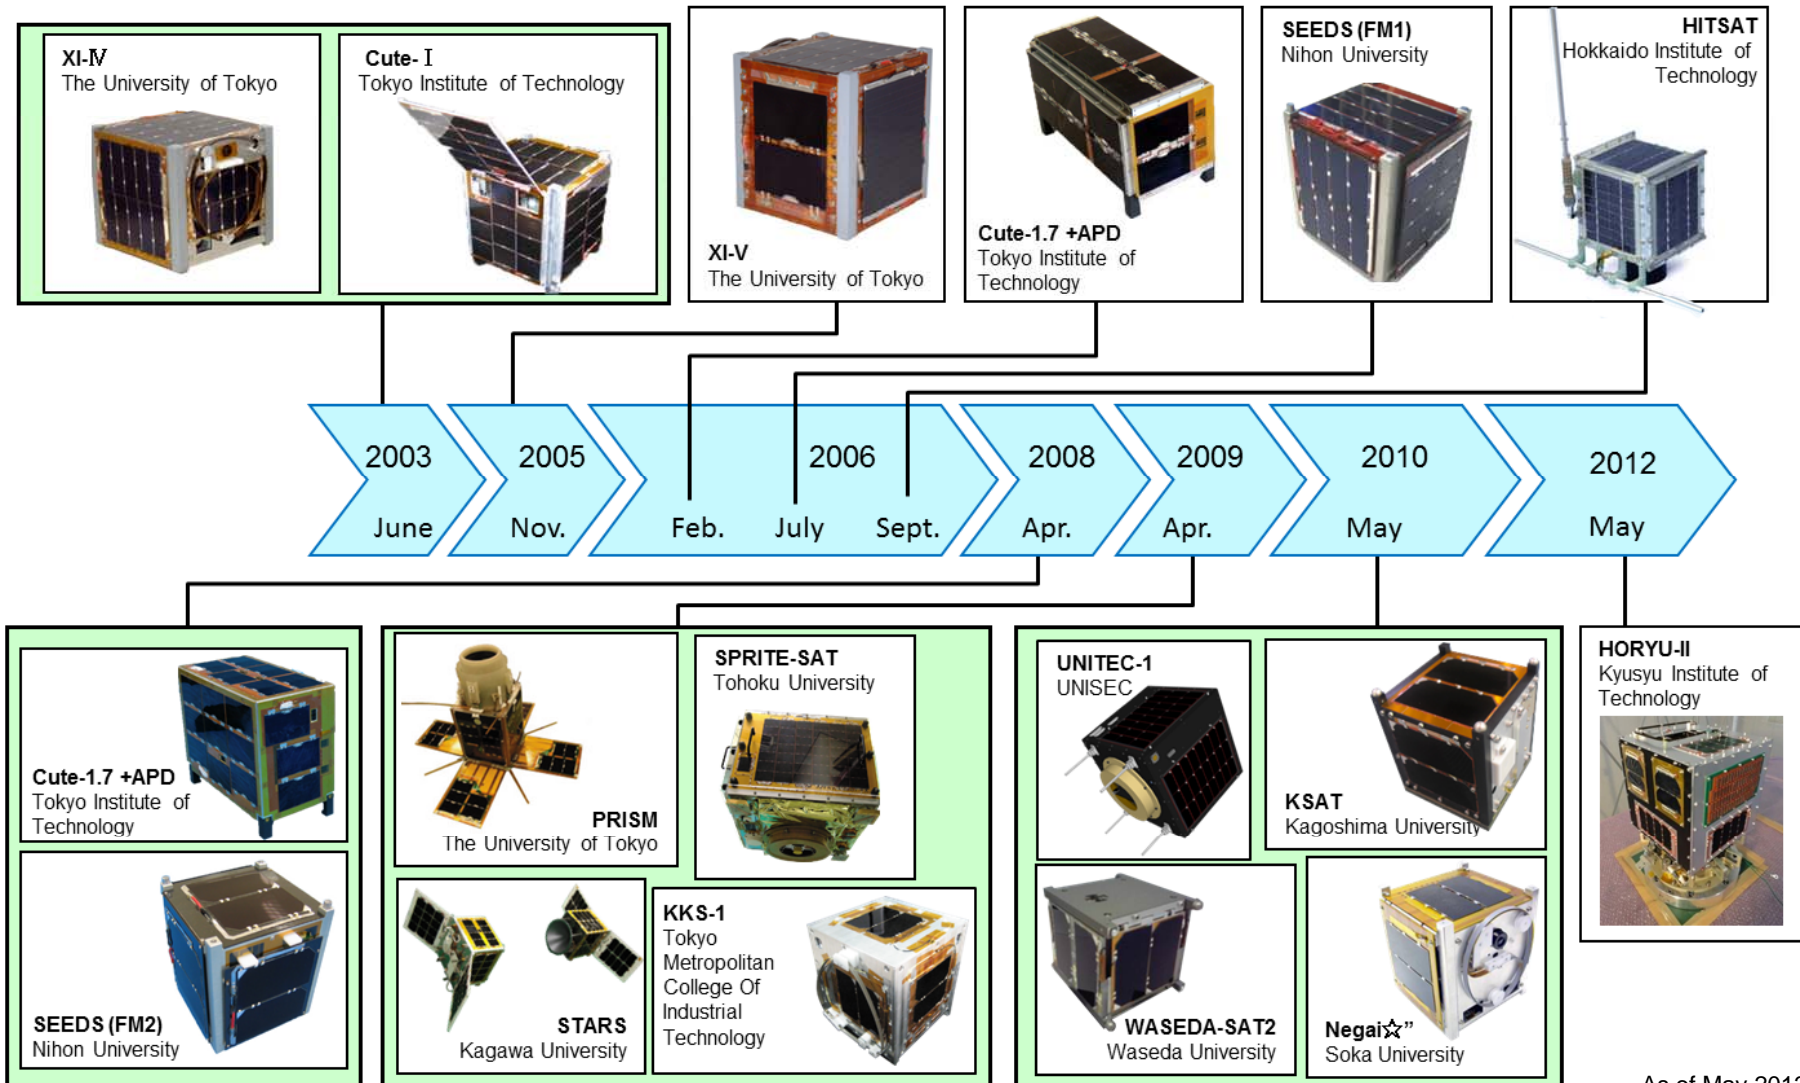 XI-Ⅳ
The University of Tokyo
Cute-Ⅰ
Tokyo Institute of Technology
XI-V
The University of Tokyo
Cute-1.7 +APD
Tokyo Institute of
Technology
SEEDS (FM1)
Nihon University
HITSAT
Hokkaido Institute of
Technology
2003
June
2005
Nov.
2006
Feb.
July
Sept.
2008
Apr.
2009
Apr.
2010
May
2012
May
Cute-1.7 +APD
Tokyo Institute of
Technology
SEEDS (FM2)
Nihon University
PRISM
The University of Tokyo
SPRITE-SAT
Tohoku University
STARS
Kagawa University
KKS-1
Tokyo
Metropolitan
College Of
Industrial
Technology
UNITEC-1
UNISEC
KSAT
Kagoshima University
WASEDA-SAT2
Waseda University
Negai☆”
Soka University
HORYU-II
Kyusyu Institute of
Technology
As of May 2012